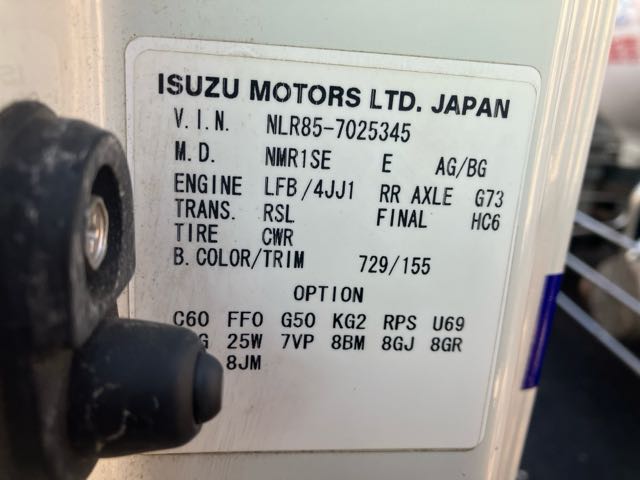 ISUZU MOTORS LTD. JAPAN
V.I.N. NLR85-7025345
M.D. NMR1SE E AG/BG
ENGINE LFB/4JJ1 RR AXLE G73
TRANS. RSL FINAL HC6
TIRE CWR
B.COLOR/TRIM 729/155
OPTION
C60 FF0 G50 KG2 RPS U69
25W 7VP 8BM 8GJ 8GR
8JM